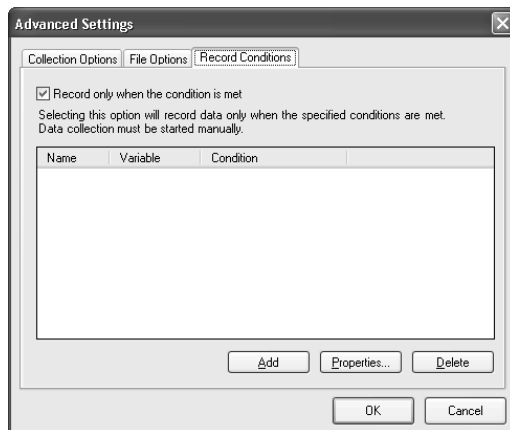 Advanced Settings
Collection Options File Options Record Conditions
Record only when the condition is met
Selecting this option will record data only when the specified conditions are met.
Data collection must be started manually.
Name Variable Condition
Add Properties... Delete
OK Cancel